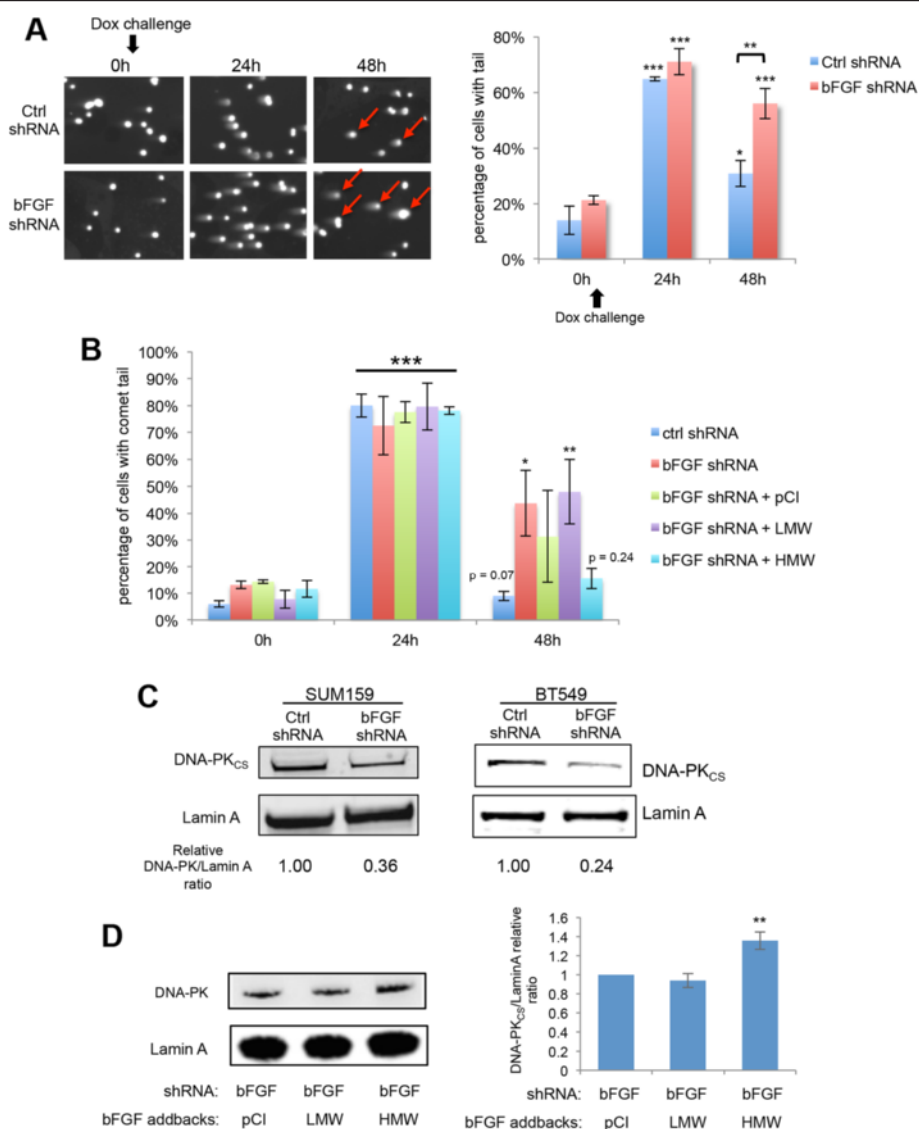 A
Dox challenge
0h 24h 48h
Ctrl
shRNA
bFGF
shRNA
percentage of cells with tail
80%
60%
40%
20%
0%
***
***
**
***
*
0h 24h 48h
Dox challenge
Ctrl shRNA
bFGF shRNA
B
percentage of cells with comet tail
100%
90%
80%
70%
60%
50%
40%
30%
20%
10%
0%
***
*
**
p = 0.07
p = 0.24
0h 24h 48h
ctrl shRNA
bFGF shRNA
bFGF shRNA + pCI
bFGF shRNA + LMW
bFGF shRNA + HMW
C
SUM159
Ctrl bFGF
shRNA shRNA
DNA-PKCS
Lamin A
Relative
DNA-PK/Lamin A
ratio
1.00 0.36
BT549
Ctrl bFGF
shRNA shRNA
DNA-PKCS
Lamin A
1.00 0.24
D
DNA-PK
Lamin A
shRNA: bFGF bFGF bFGF
bFGF addbacks: pCI LMW HMW
DNA-PKCS/LaminA relative
ratio
1.6
1.4
1.2
1
0.8
0.6
0.4
0.2
0
**
shRNA: bFGF bFGF bFGF
bFGF addbacks: pCI LMW HMW